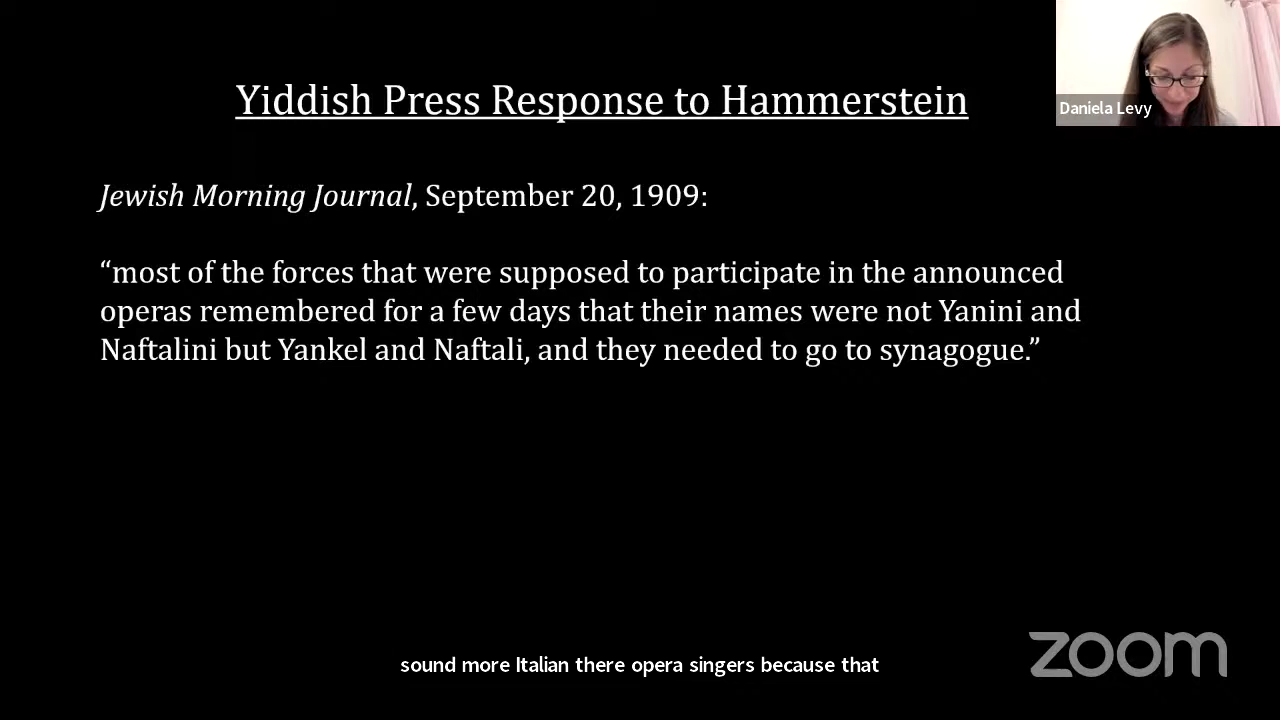 Yiddish Press Response to Hammerstein
Daniela Levy
Jewish Morning Journal, September 20, 1909:
“most of the forces that were supposed to participate in the announced
operas remembered for a few days that their names were not Yanini and
Naftalini but Yankel and Naftali, and they needed to go to synagogue.”
sound more Italian there opera singers because that
zoom